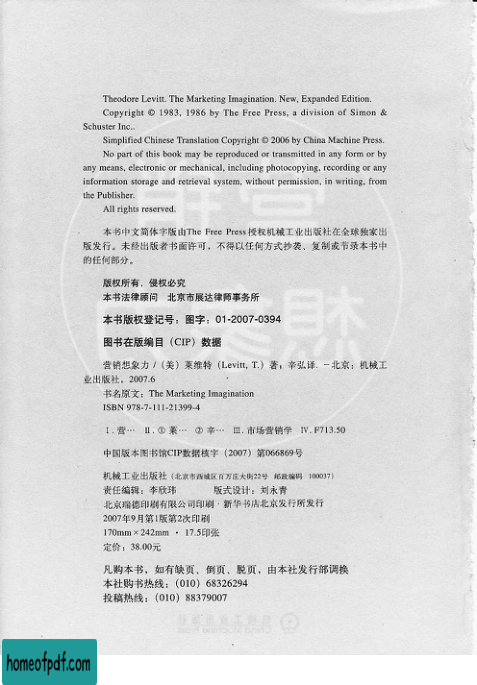 Theodore Levitt. The Marketing Imagination. New, Expanded Edition.
Copyright © 1983, 1986 by The Free Press, a division of Simon &
Schuster Inc..
Simplified Chinese Translation Copyright © 2006 by China Machine Press.
No part of this book may be reproduced or transmitted in any form or by
any means, electronic or mechanical, including photocopying, recording or any
information storage and retrieval system, without permission, in writing, from
the Publisher.
All rights reserved.
本书中文简体字版由The Free Press授权机械工业出版社在全球独家出
版发行。未经出版者书面许可，不得以任何方式抄袭、复制或节录本书中
的任何部分。
版权所有，侵权必究
本书法律顾问 北京市展达律师事务所
本书版权登记号：图字：01-2007-0394
图书在版编目（CIP）数据
营销想象力/（美）莱维特（Levitt, T.）著；辛弘译. －北京：机械工
业出版社，2007.6
书名原文：The Marketing Imagination
ISBN 978-7-111-21399-4
Ⅰ. 营… Ⅱ. ① 莱… ② 辛… Ⅲ. 市场营销学 Ⅳ. F713.50
中国版本图书馆CIP数据核字（2007）第066869号
机械工业出版社（北京市西城区百万庄大街22号 邮政编码 100037）
责任编辑：李欣玮 版式设计：刘永青
北京瑞德印刷有限公司印刷·新华书店北京发行所发行
2007年9月第1版第2次印刷
170mm×242mm · 17.5印张
定价：38.00元
凡购本书，如有缺页、倒页、脱页，由本社发行部调换
本社购书热线：（010）68326294
投稿热线：（010）88379007
homeofpdf.com